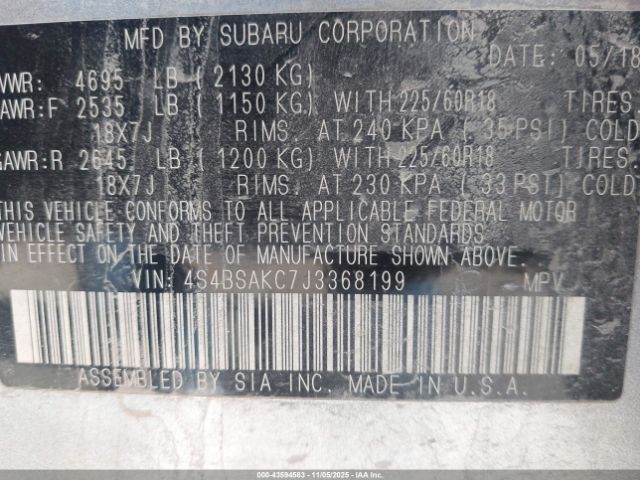 MFD BY SUBARU CORPORATION
DATE: 05/18
VWR: 4695 LB ( 2130 KG)
AWR:F 2535 LB ( 1150 KG) WITH 225/60R18 TIRES
18X7J RIMS, AT 240 KPA ( 35 PSI) COLD
GAWR:R 2645 LB ( 1200 KG) WITH 225/60R18 TIRES
18X7J RIMS, AT 230 KPA ( 33 PSI) COLD
THIS VEHICLE CONFORMS TO ALL APPLICABLE FEDERAL MOTOR
VEHICLE SAFETY AND THEFT PREVENTION STANDARDS
IN EFFECT ON THE DATE OF MANUFACTURE SHOWN ABOVE.
VIN: 4S4BSAKC7J3368199 MPV
ASSEMBLED BY SIA INC. MADE IN U.S.A.
000-43594583 - 11/05/2025 - IAAI.COM